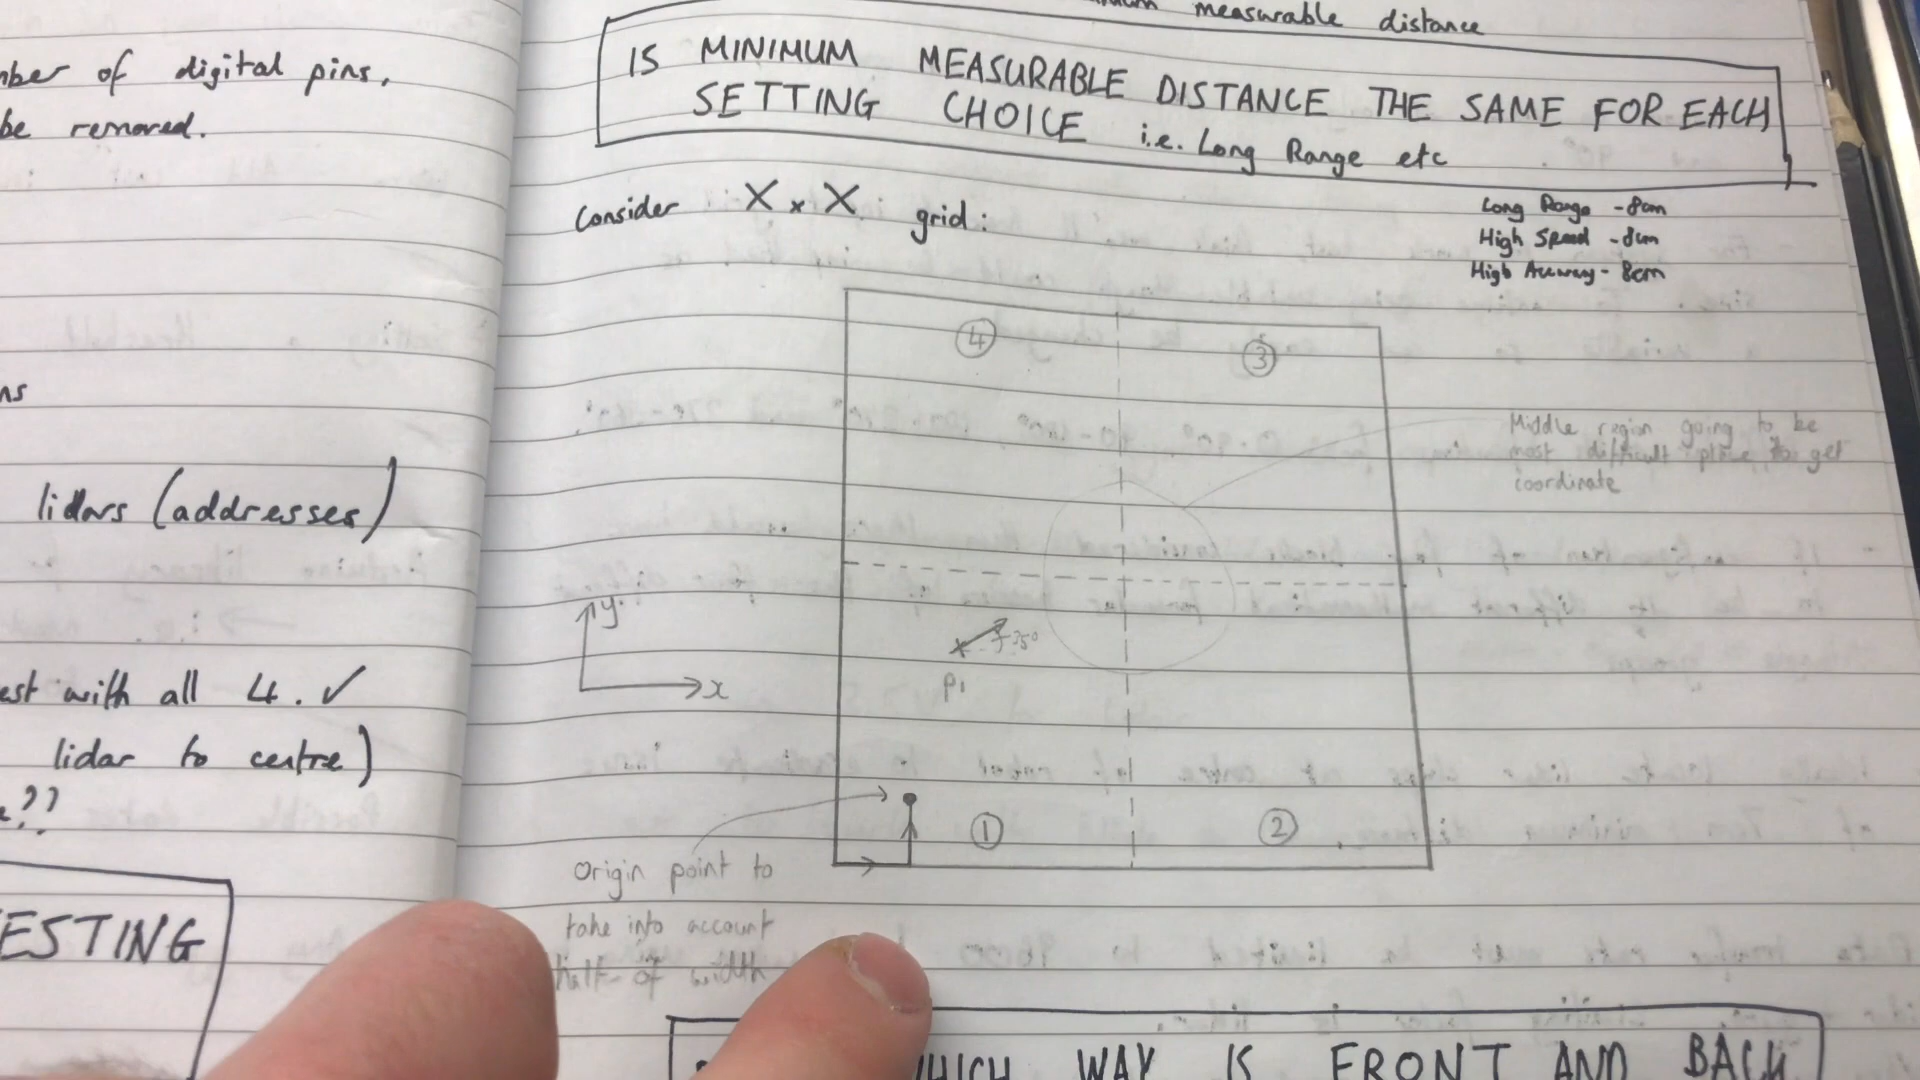 of digital pins,
be removed.
lidars (addresses)
with all 4. ✓
lidar to centre)
??
measurable distance
IS MINIMUM MEASURABLE DISTANCE THE SAME FOR EACH
SETTING CHOICE i.e. Long Range etc
Consider X x X grid:
Long Range - 8cm
High Speed - 8cm
High Accuracy - 8cm
4
3
Middle region going to be
most difficult place to get
coordinate
y
x
35°
P1
1
2
Origin point to
take into account
half of width
WAY IS FRONT AND BACK